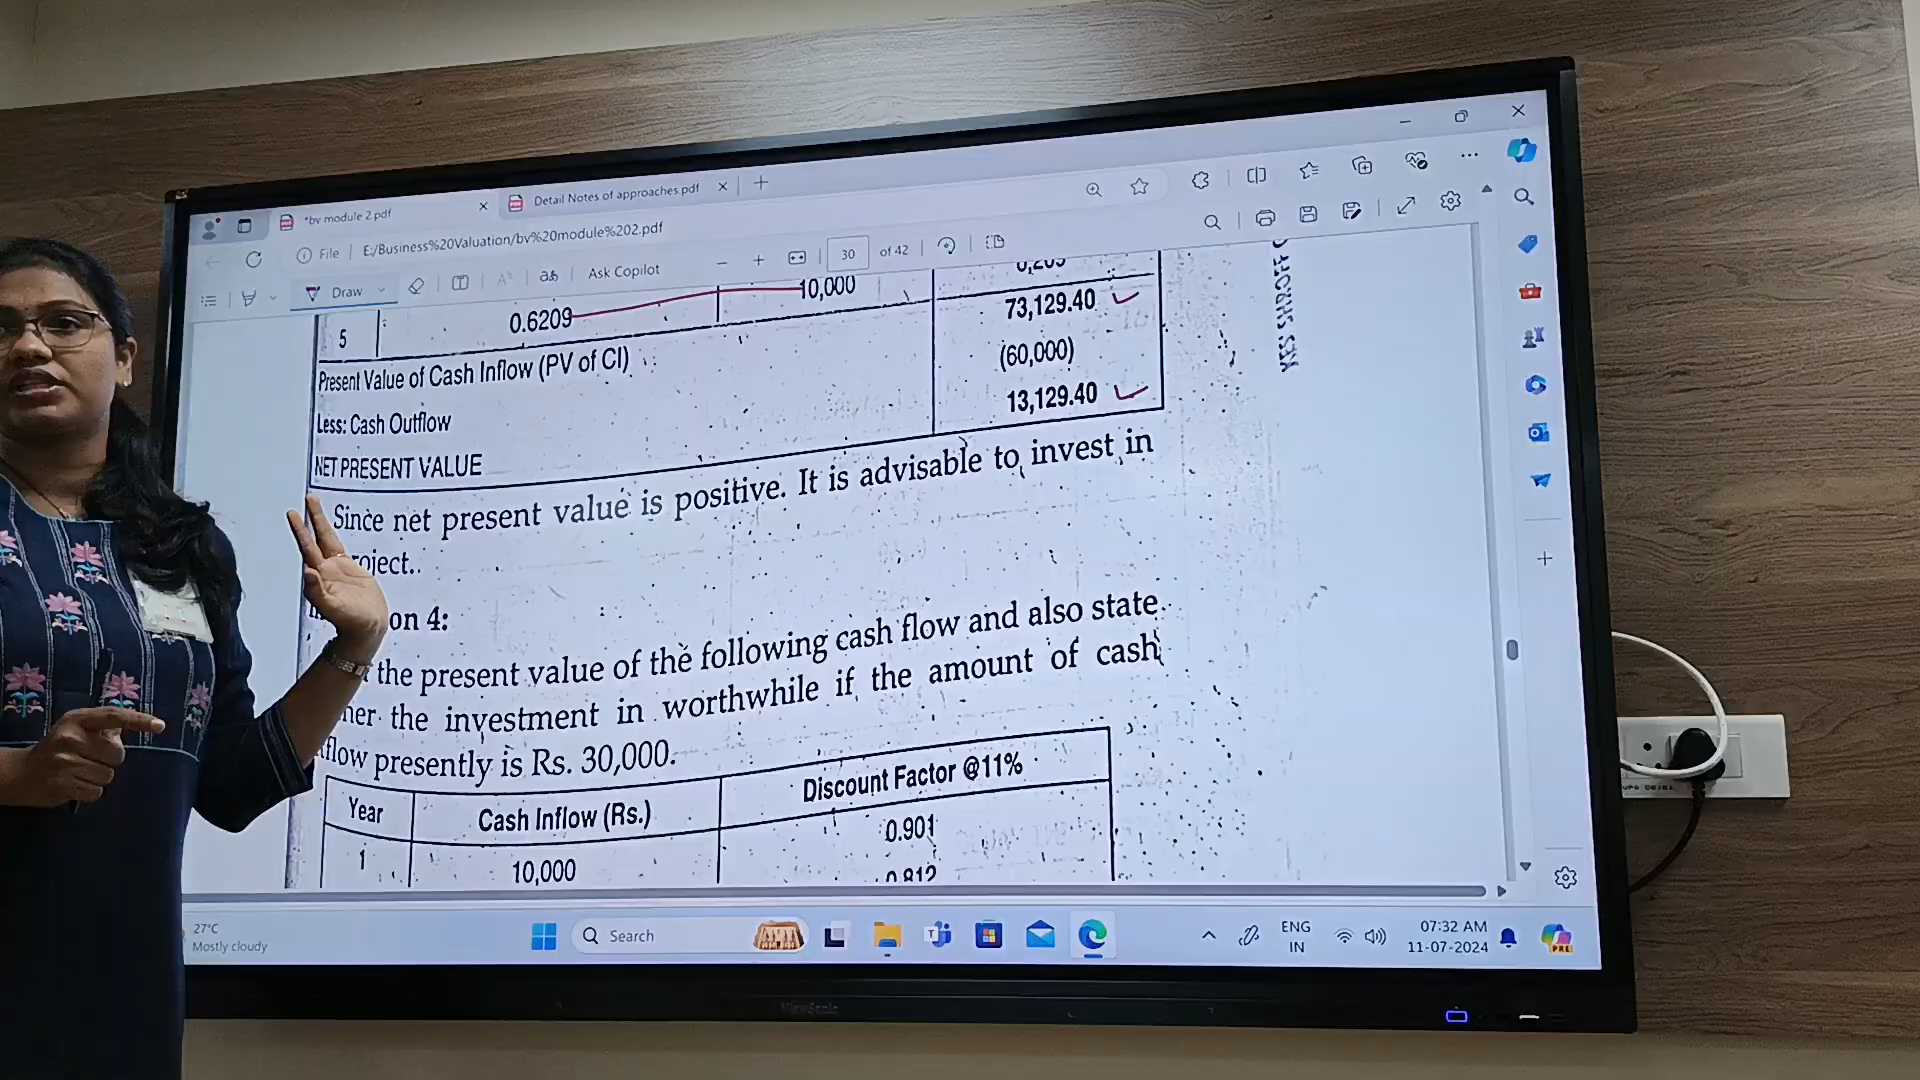 *bv module 2.pdf
Detail Notes of approaches.pdf
File
E:/Business%20Valuation/bv%20module%202.pdf
Draw
Ask Copilot
30
of 42
5
0.6209
10,000
73,129.40
Present Value of Cash Inflow (PV of CI)
(60,000)
Less: Cash Outflow
13,129.40
NET PRESENT VALUE
Since net present value is positive. It is advisable to invest in
roject..
on 4:
the present value of the following cash flow and also state
her the investment in worthwhile if the amount of cash
flow presently is Rs. 30,000.
Year
Cash Inflow (Rs.)
Discount Factor @11%
1
10,000
0.901
0.812
27°C
Mostly cloudy
Search
ENG
IN
07:32 AM
11-07-2024
PRE
ViewSonic